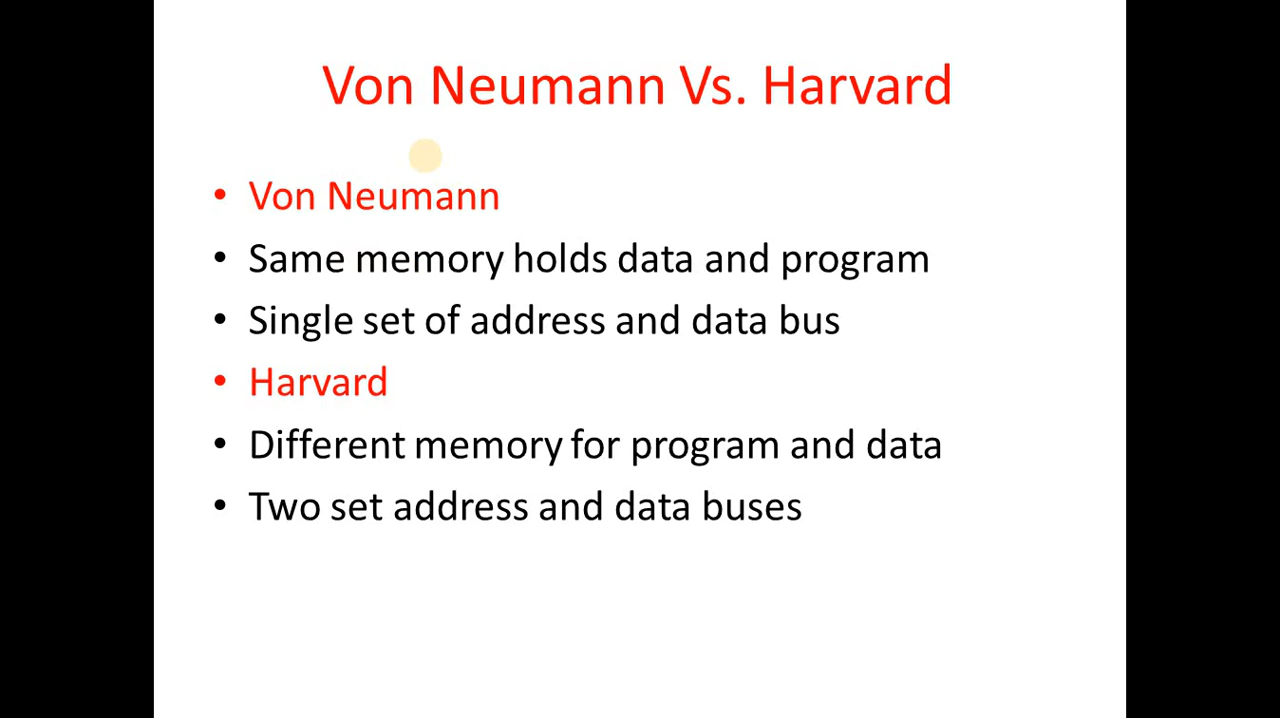 Von Neumann Vs. Harvard
• Von Neumann
• Same memory holds data and program
• Single set of address and data bus
• Harvard
• Different memory for program and data
• Two set address and data buses